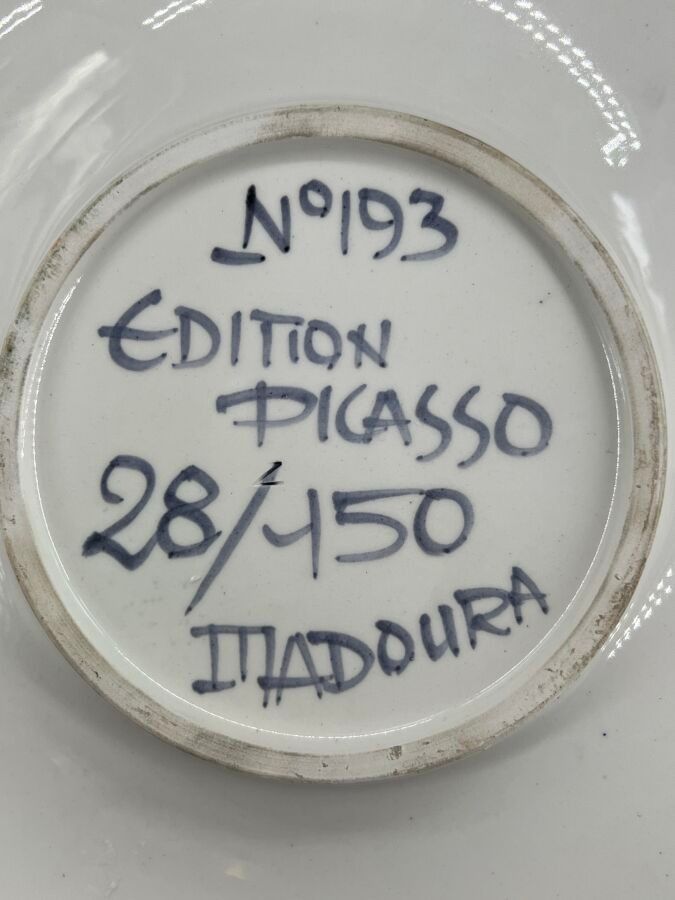 N° 193
EDITION
PICASSO
28/150
MADOURA